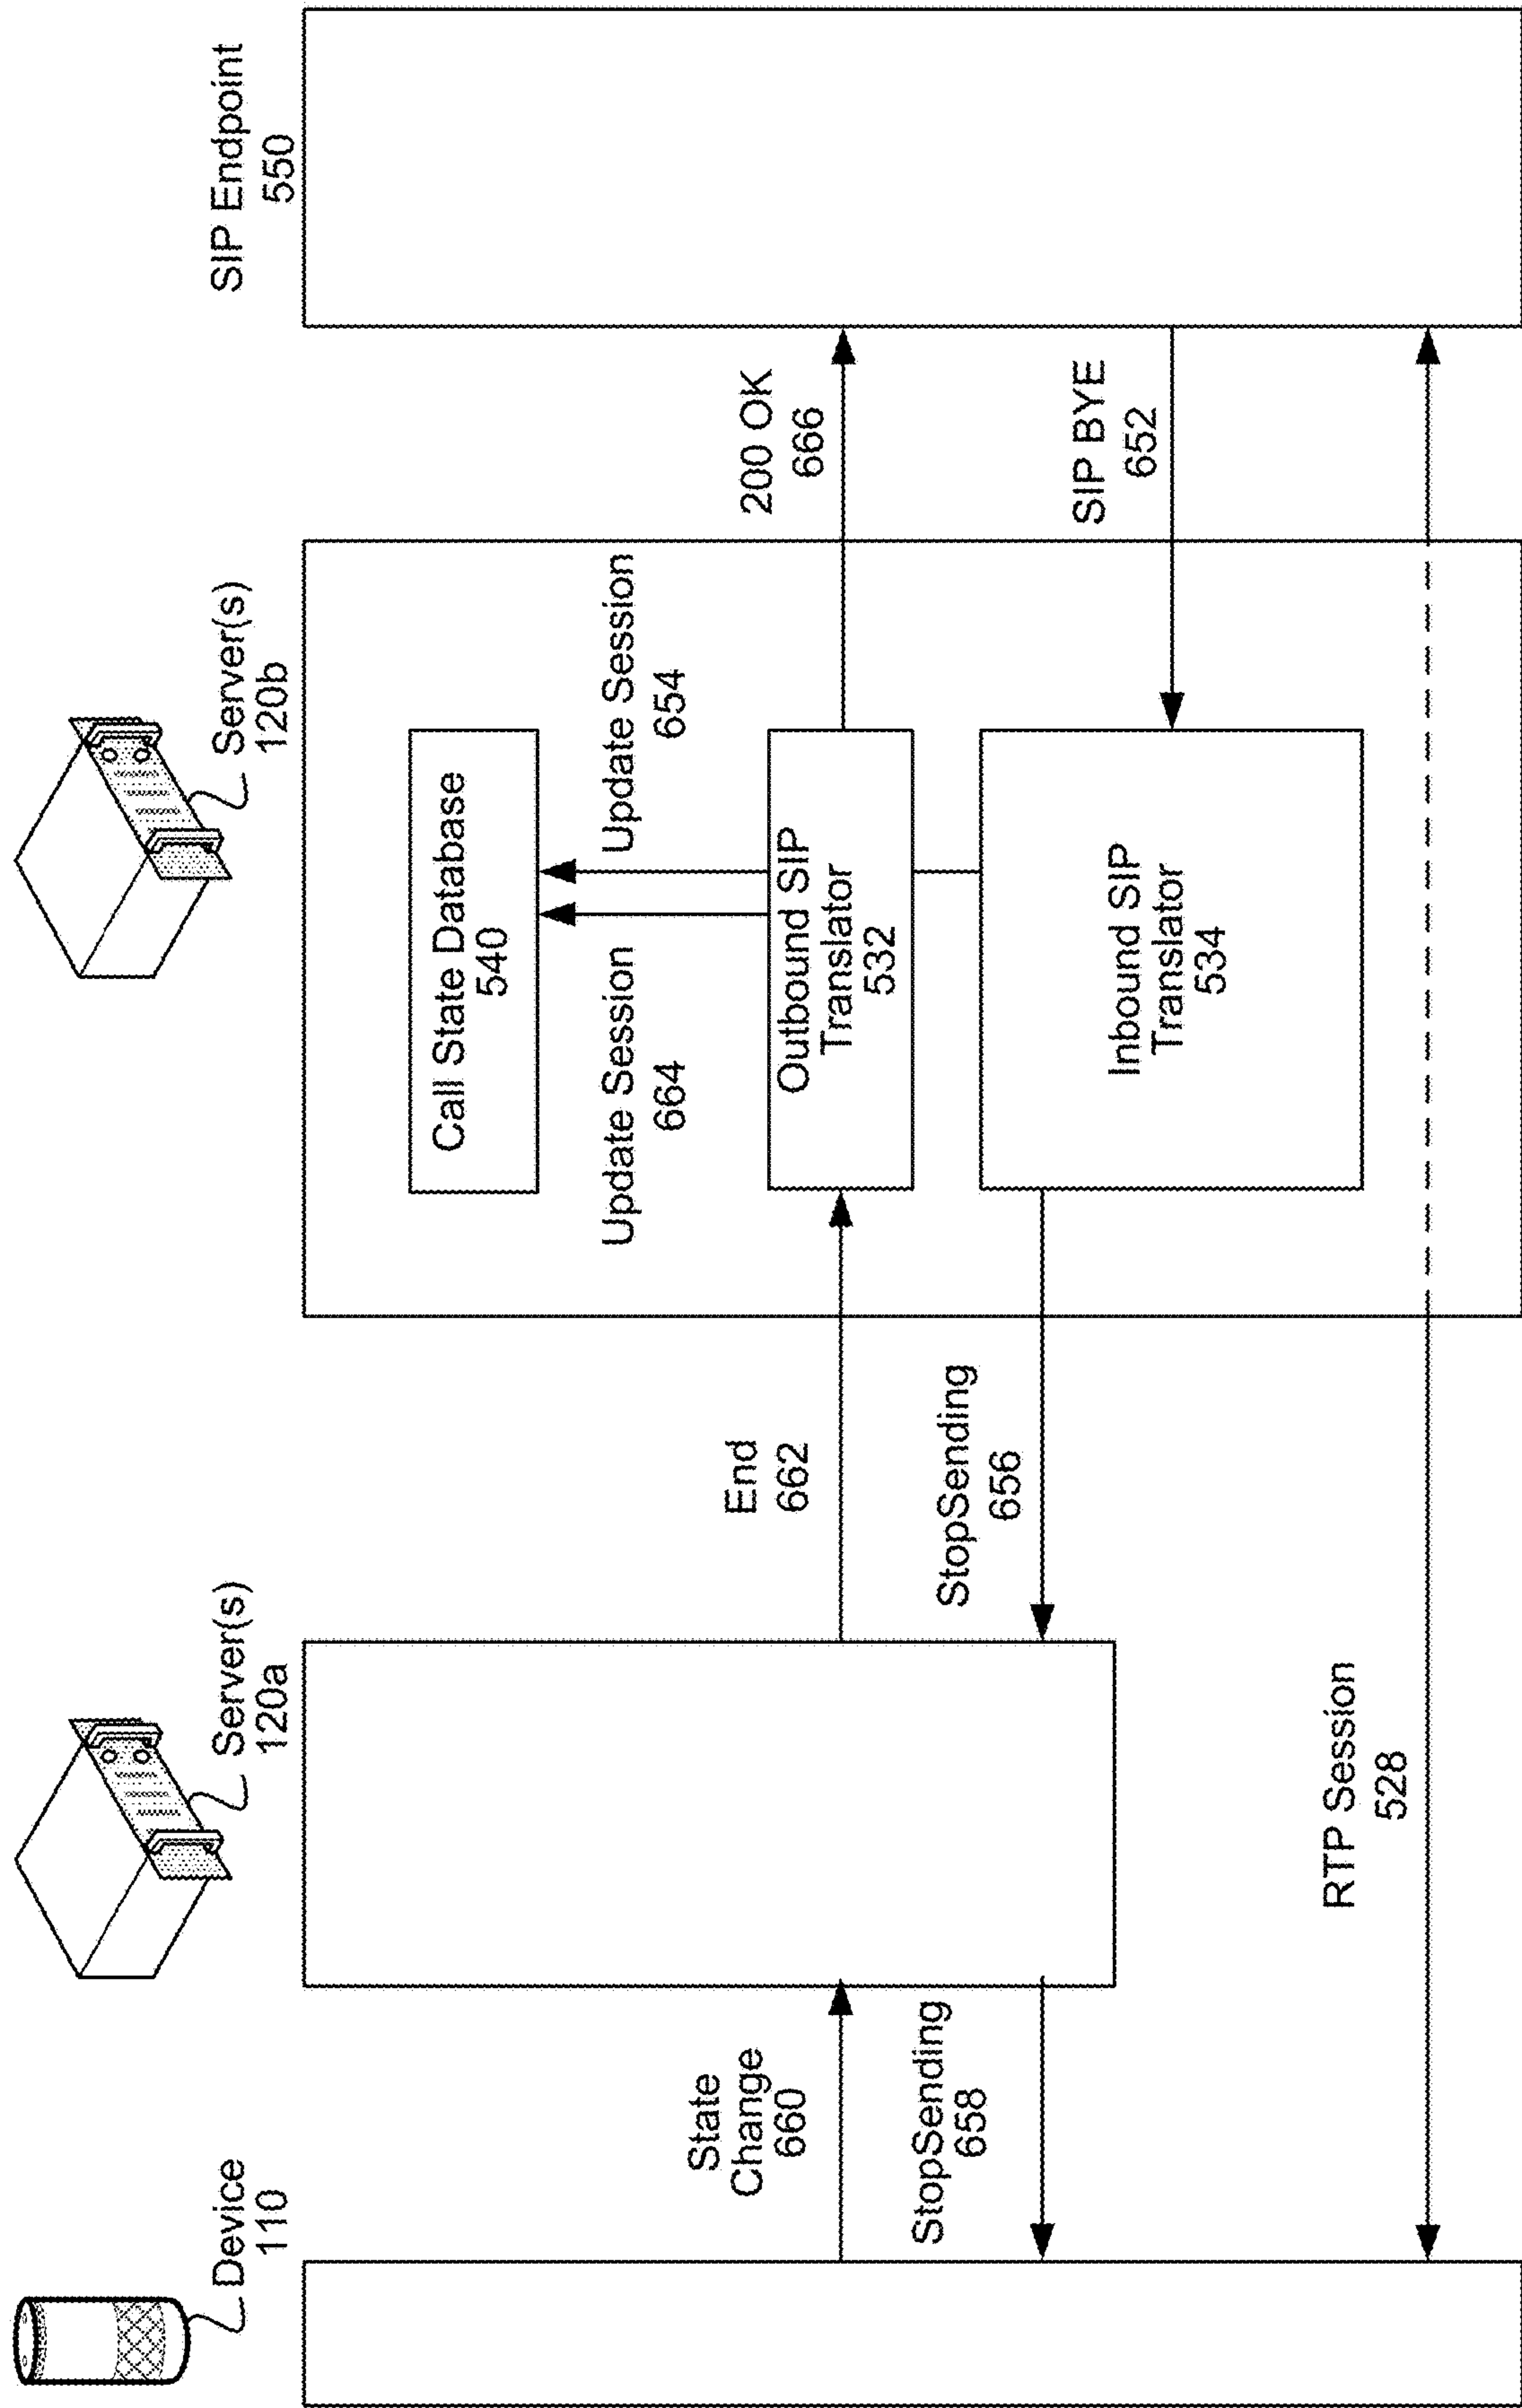 Device
110
Server(s)
120a
Server(s)
120b
SIP Endpoint
550
Call State Database
540
Update Session
664
Update Session
654
State
Change
660
End
662
Outbound SIP
Translator
532
200 OK
666
StopSending
658
StopSending
656
Inbound SIP
Translator
534
SIP BYE
652
RTP Session
528